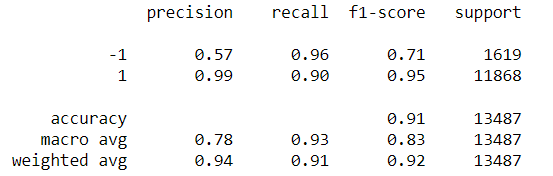 precision recall f1-score support
-1 0.57 0.96 0.71 1619
1 0.99 0.90 0.95 11868
accuracy 0.91 13487
macro avg 0.78 0.93 0.83 13487
weighted avg 0.94 0.91 0.92 13487